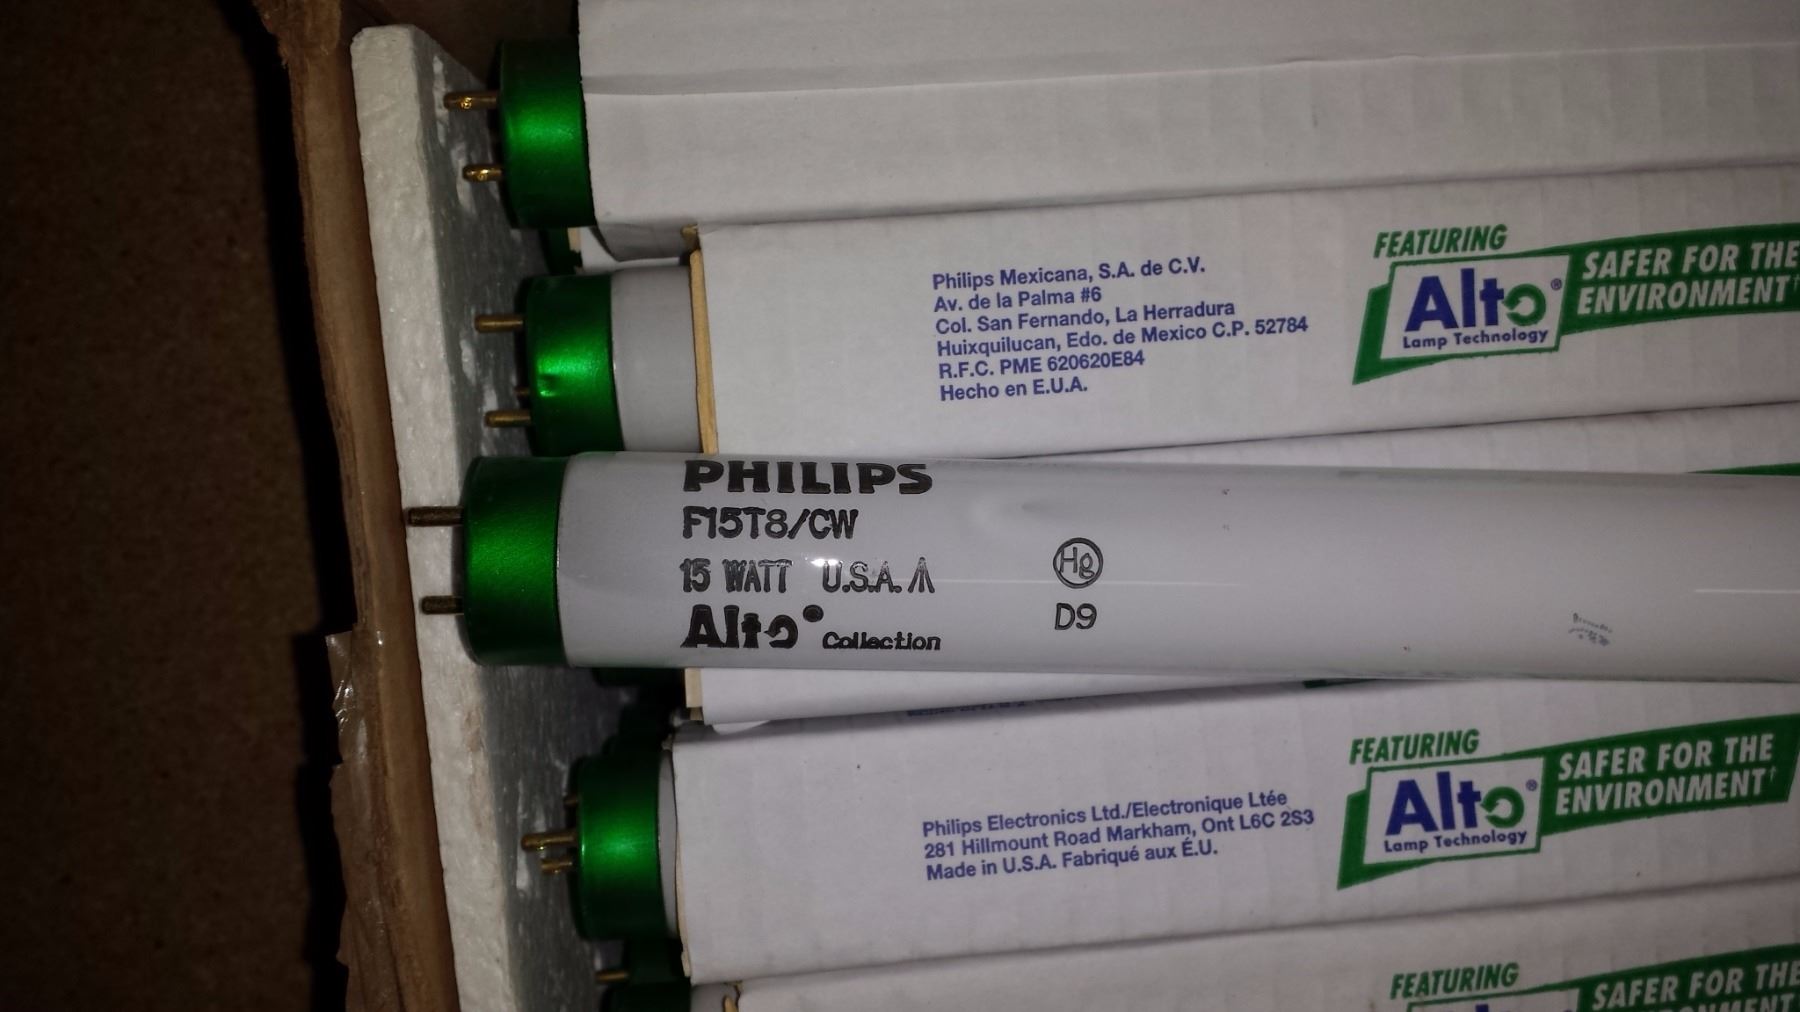 Philips Mexicana, S.A. de C.V.
Av. de la Palma #6
Col. San Fernando, La Herradura
Huixquilucan, Edo. de Mexico C.P. 52784
R.F.C. PME 620620E84
Hecho en E.U.A.
FEATURING
Alto®
Lamp Technology
SAFER FOR THE
ENVIRONMENT†
PHILIPS
F15T8/CW
15 WATT U.S.A.
Alto® Collection
Hg
D9
Philips Electronics Ltd./Electronique Ltée
281 Hillmount Road Markham, Ont L6C 2S3
Made in U.S.A. Fabriqué aux É.U.
FEATURING
Alto®
Lamp Technology
SAFER FOR THE
ENVIRONMENT†
FEATURING
SAFER FOR THE